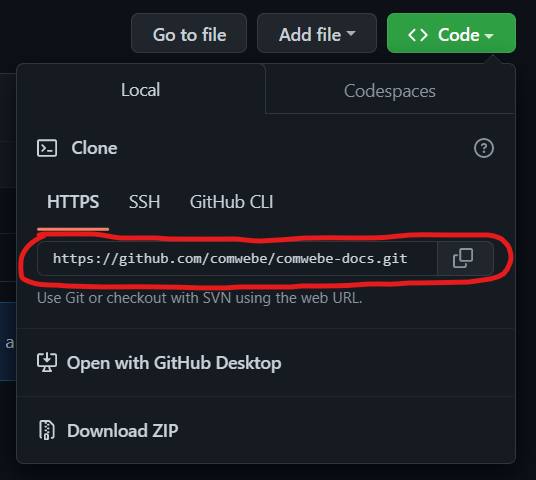 Go to file
Add file
Code
Local
Codespaces
Clone
HTTPS
SSH
GitHub CLI
https://github.com/comwebe/comwebe-docs.git
Use Git or checkout with SVN using the web URL.
a
Open with GitHub Desktop
Download ZIP